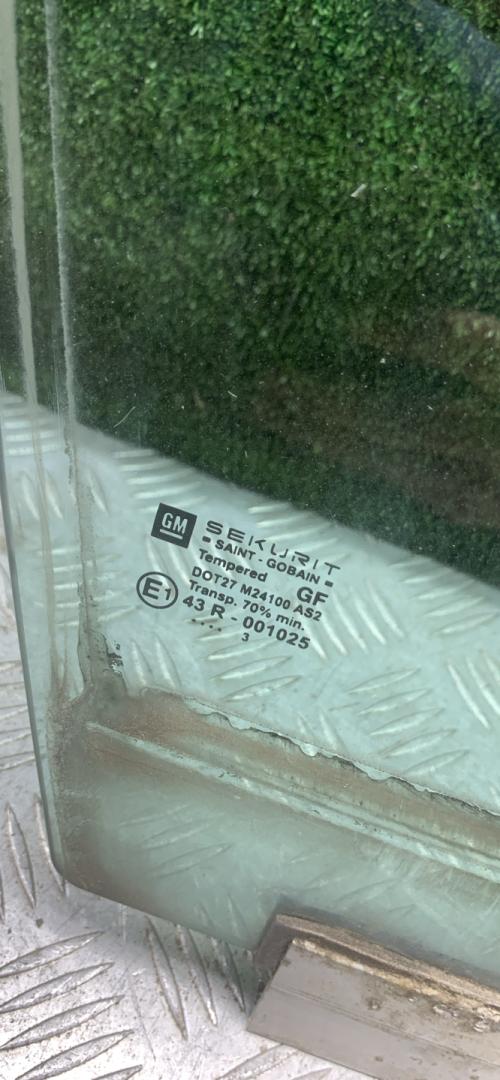 GM
SEKURIT
- SAINT - GOBAIN -
Tempered GF
DOT27 M24100 AS2
Transp. 70% min.
E1 43 R - 001025
.... 3